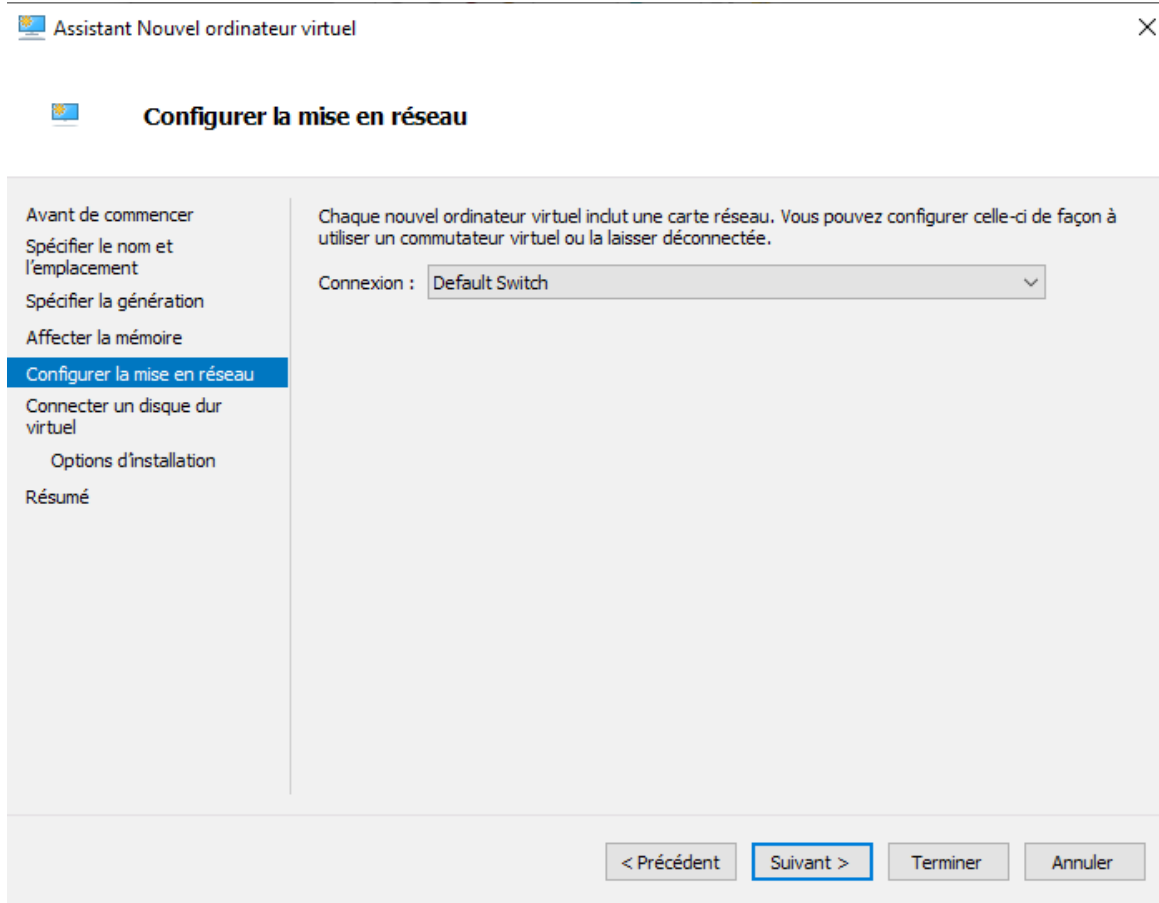 Assistant Nouvel ordinateur virtuel
Configurer la mise en réseau
Avant de commencer
Spécifier le nom et
l'emplacement
Spécifier la génération
Affecter la mémoire
Configurer la mise en réseau
Connecter un disque dur
virtuel
Options d'installation
Résumé
Chaque nouvel ordinateur virtuel inclut une carte réseau. Vous pouvez configurer celle-ci de façon à
utiliser un commutateur virtuel ou la laisser déconnectée.
Connexion : Default Switch
< Précédent Suivant > Terminer Annuler